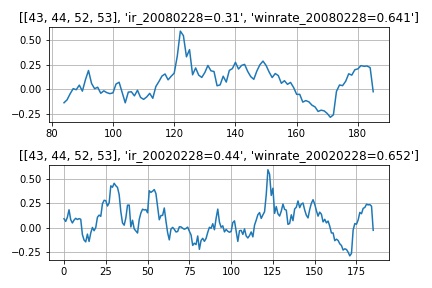 [[43, 44, 52, 53], 'ir_20080228=0.31', 'winrate_20080228=0.641']
0.50
0.25
0.00
−0.25
80 100 120 140 160 180
[[43, 44, 52, 53], 'ir_20020228=0.44', 'winrate_20020228=0.652']
0.50
0.25
0.00
−0.25
0 25 50 75 100 125 150 175